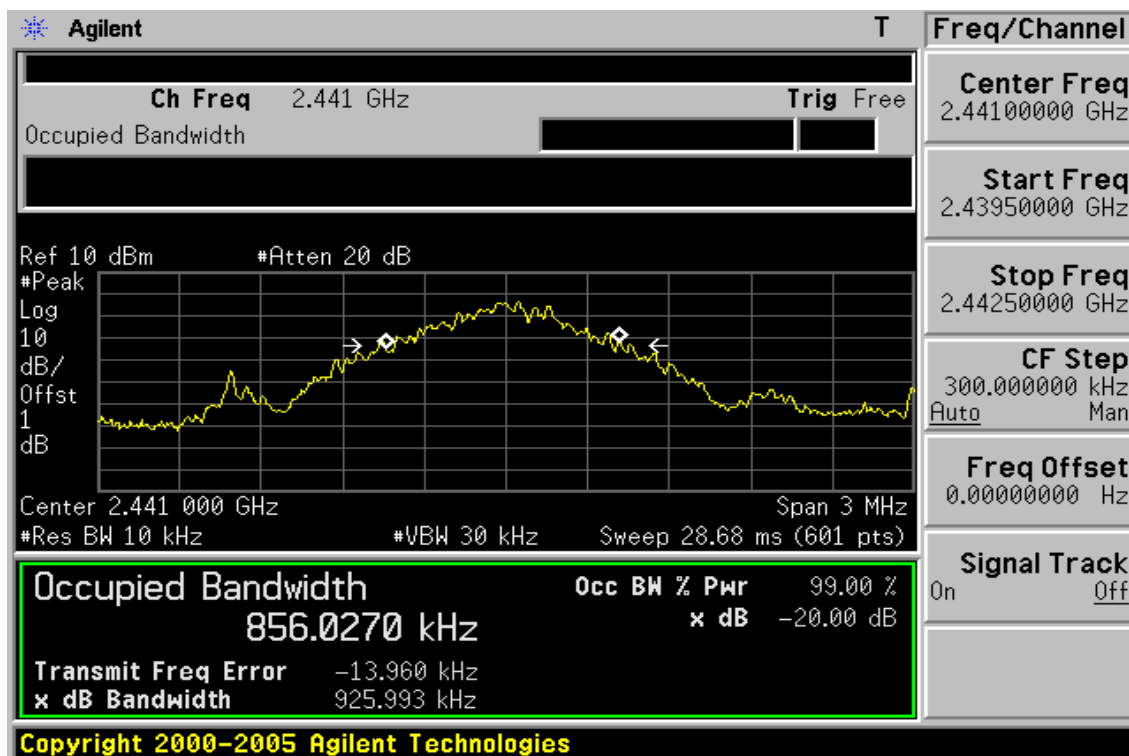 Agilent T
Ch Freq 2.441 GHz Trig Free
Occupied Bandwidth
Ref 10 dBm #Atten 20 dB
#Peak
Log
10
dB/
Offst
1
dB
Center 2.441 000 GHz Span 3 MHz
#Res BW 10 kHz #VBW 30 kHz Sweep 28.68 ms (601 pts)
Occupied Bandwidth Occ BW % Pwr 99.00 %
856.0270 kHz x dB -20.00 dB
Transmit Freq Error -13.960 kHz
x dB Bandwidth 925.993 kHz
Copyright 2000-2005 Agilent Technologies
Freq/Channel
Center Freq
2.44100000 GHz
Start Freq
2.43950000 GHz
Stop Freq
2.44250000 GHz
CF Step
300.000000 kHz
Auto Man
Freq Offset
0.00000000 Hz
Signal Track
On Off